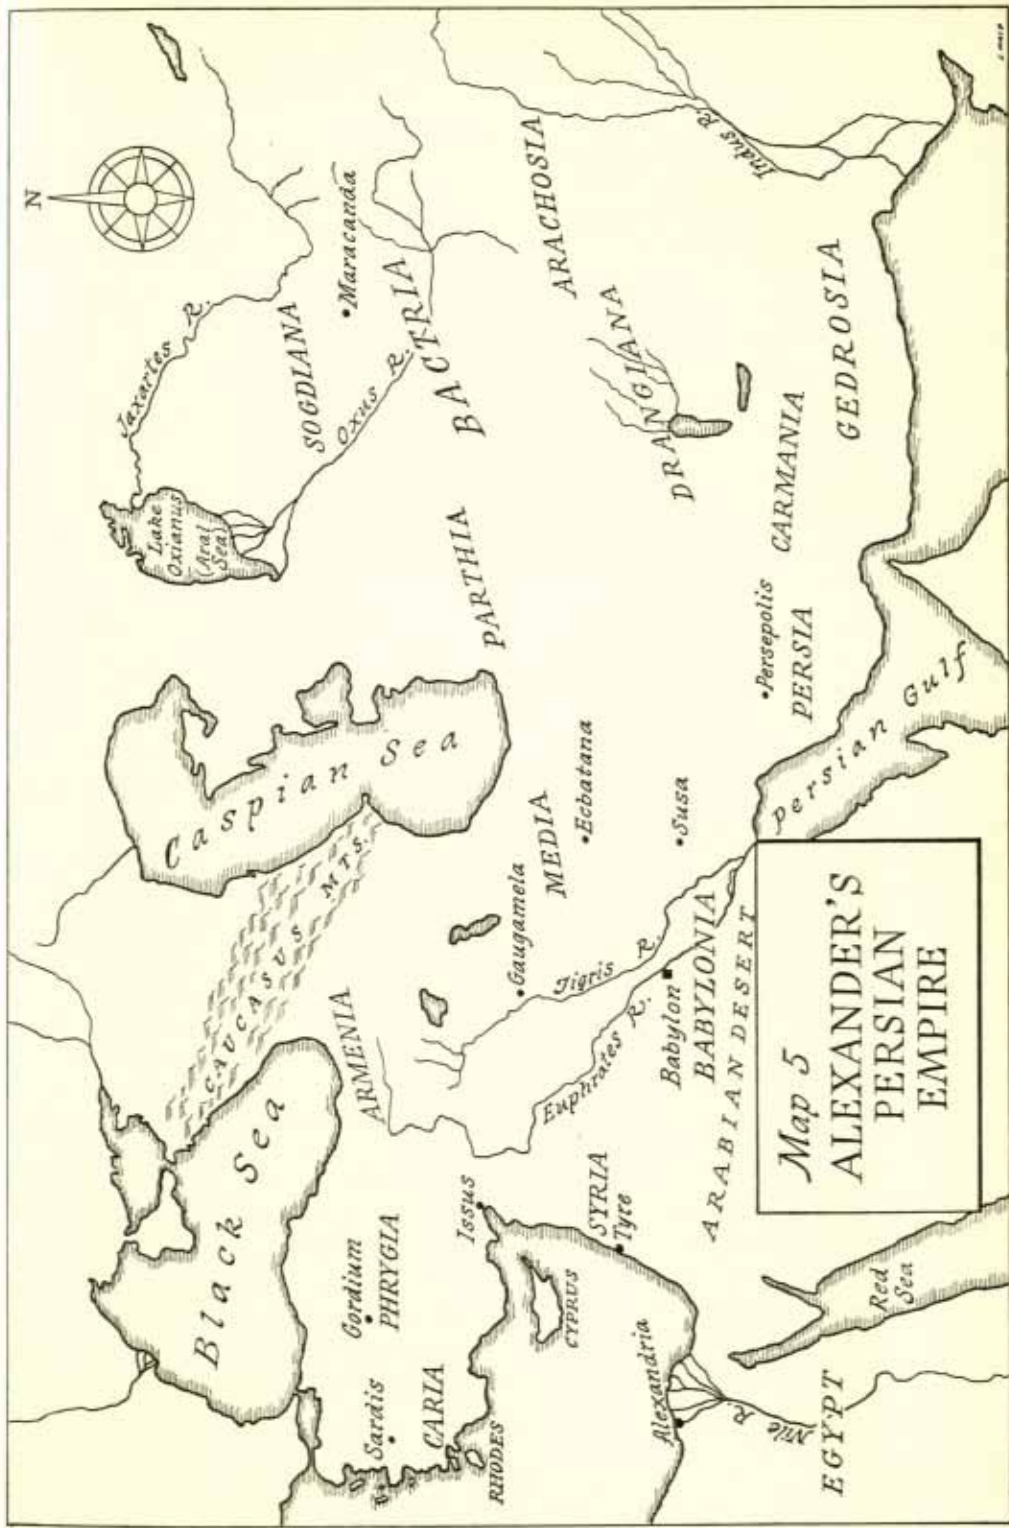 N
Jaxartes R.
Lake
Oxianus
(Aral
Sea)
SOGDIANA
•Maracanda
Oxus R.
BACTRIA
ARACHOSIA
Indus R.
DRANGIANA
GEDROSIA
CARMANIA
PARTHIA
•Persepolis
PERSIA
Persian Gulf
Caspian Sea
CAUCASUS MTS.
MEDIA
•Ecbatana
•Susa
•Gaugamela
Tigris R.
Euphrates R.
Babylon
BABYLONIA
ARABIAN DESERT
ARMENIA
Black Sea
Issus
SYRIA
Tyre
Gordium
PHRYGIA
CYPRUS
Sardis
CARIA
RHODES
Alexandria
Nile R.
EGYPT
Red
Sea
Map 5
ALEXANDER'S
PERSIAN
EMPIRE